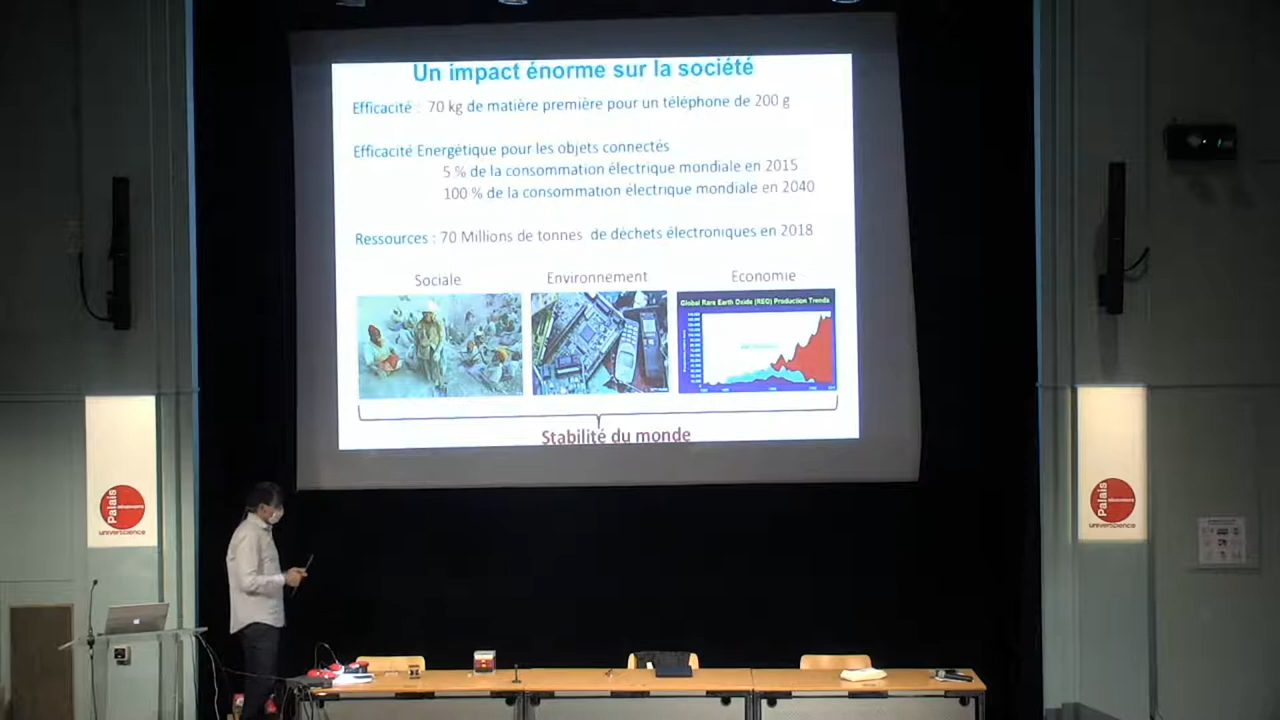 Un impact énorme sur la société
Efficacité : 70 kg de matière première pour un téléphone de 200 g
Efficacité Energétique pour les objets connectés
5 % de la consommation électrique mondiale en 2015
100 % de la consommation électrique mondiale en 2040
Ressources : 70 Millions de tonnes de déchets électroniques en 2018
Sociale
Environnement
Economie
Global Rare Earth Oxide (REO) Production Trends
Stabilité du monde
Palais
universcience
Palais
universcience